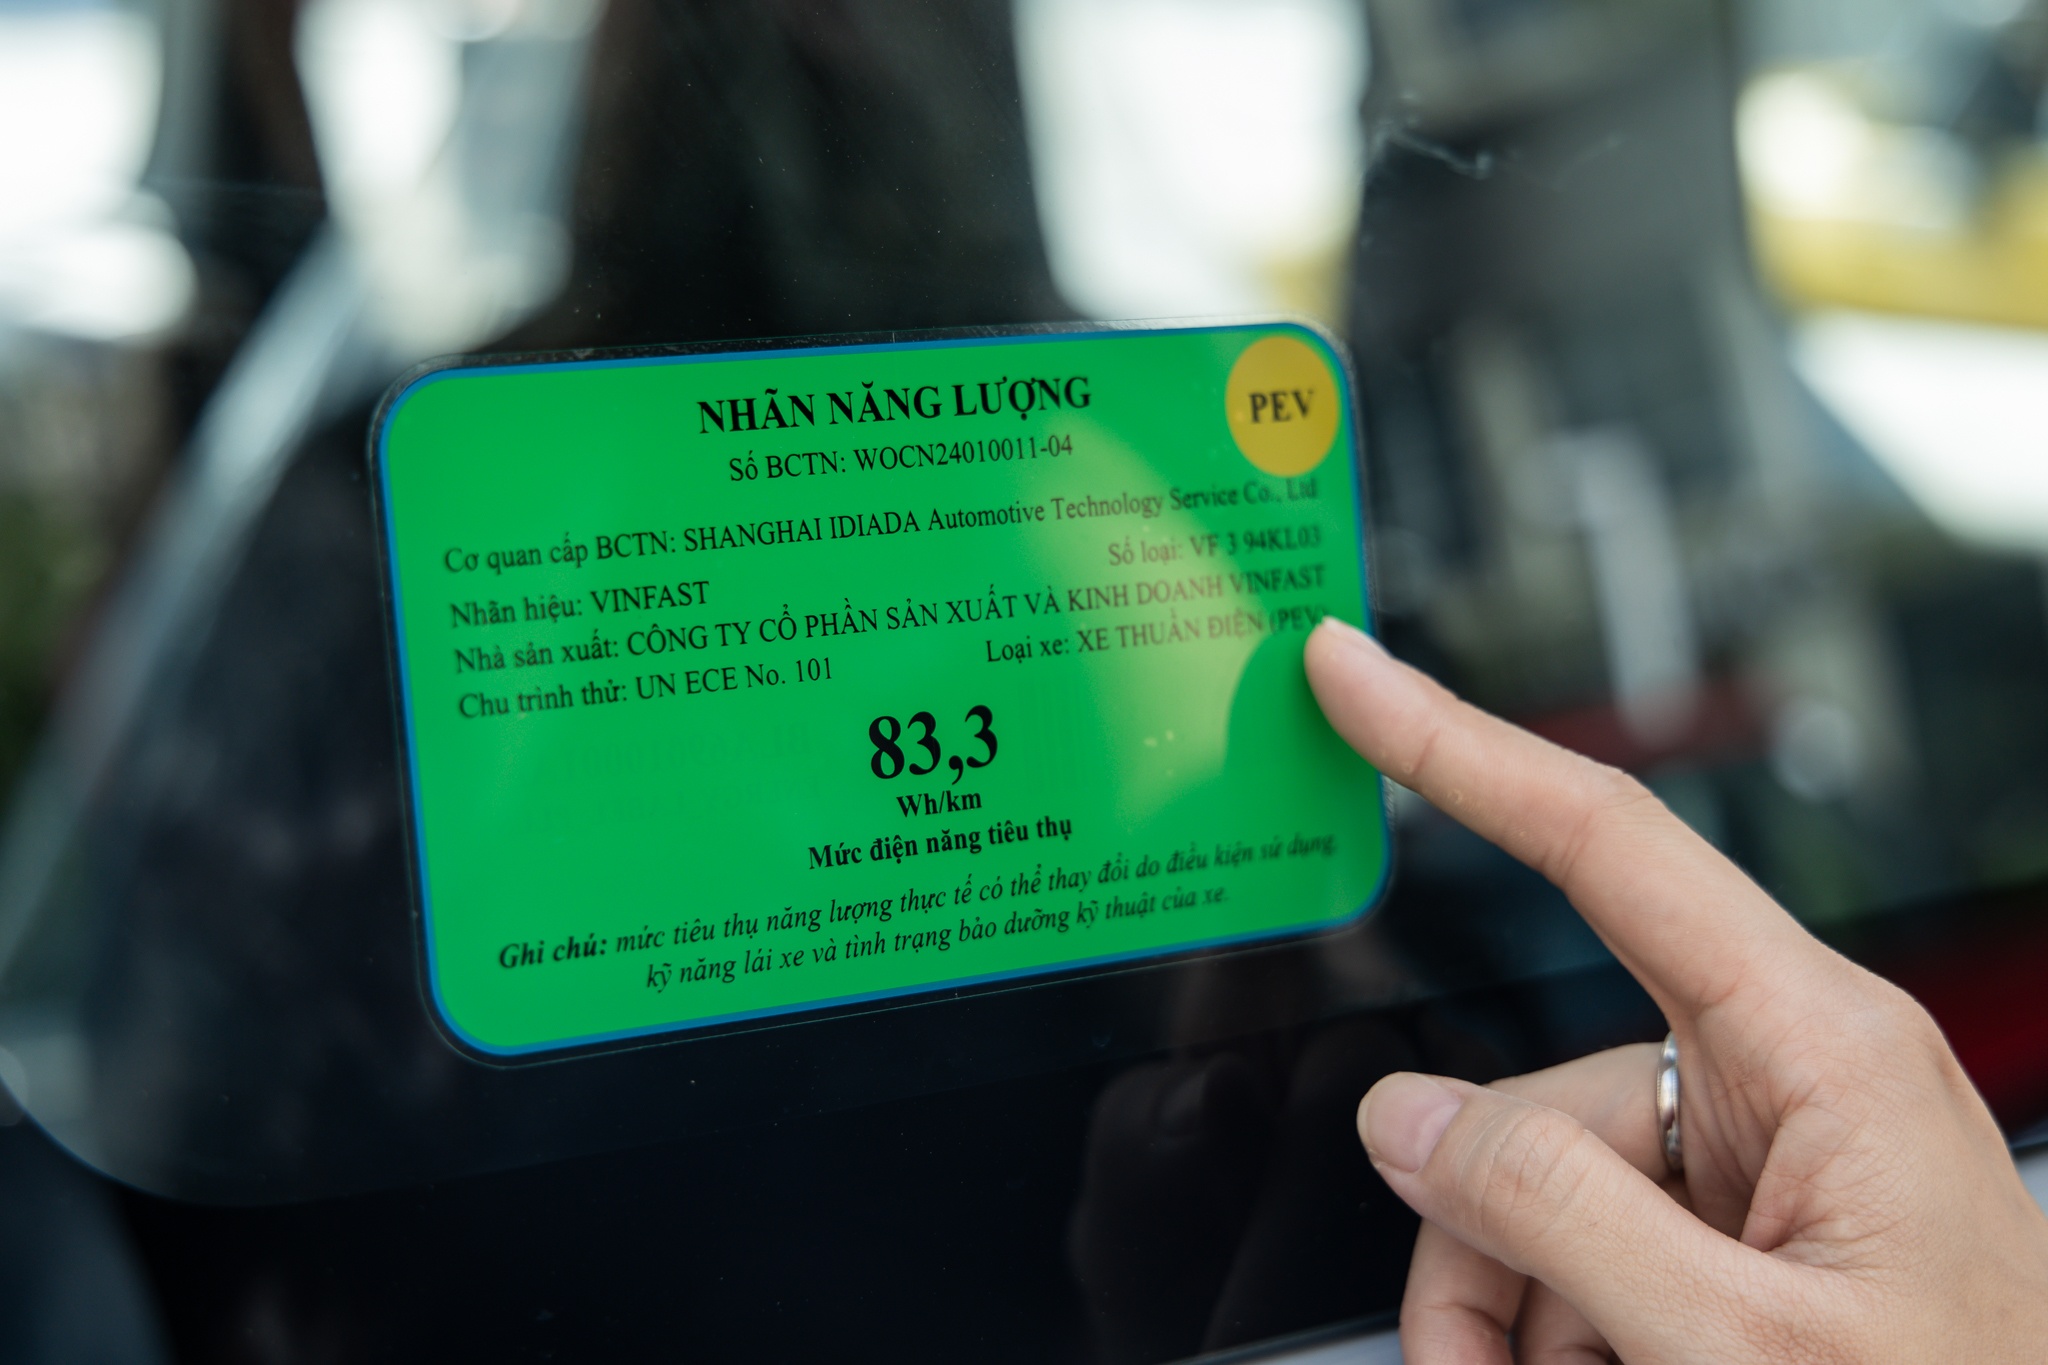 NHÃN NĂNG LƯỢNG
PEV
Số BCTN: WOCN24010011-04
Cơ quan cấp BCTN: SHANGHAI IDIADA Automotive Technology Service Co., Ltd
Nhãn hiệu: VINFAST Số loại: VF 3 94KL03
Nhà sản xuất: CÔNG TY CỔ PHẦN SẢN XUẤT VÀ KINH DOANH VINFAST
Chu trình thử: UN ECE No. 101 Loại xe: XE THUẦN ĐIỆN (PEV)
83,3
Wh/km
Mức điện năng tiêu thụ
Ghi chú: mức tiêu thụ năng lượng thực tế có thể thay đổi do điều kiện sử dụng,
kỹ năng lái xe và tình trạng bảo dưỡng kỹ thuật của xe.